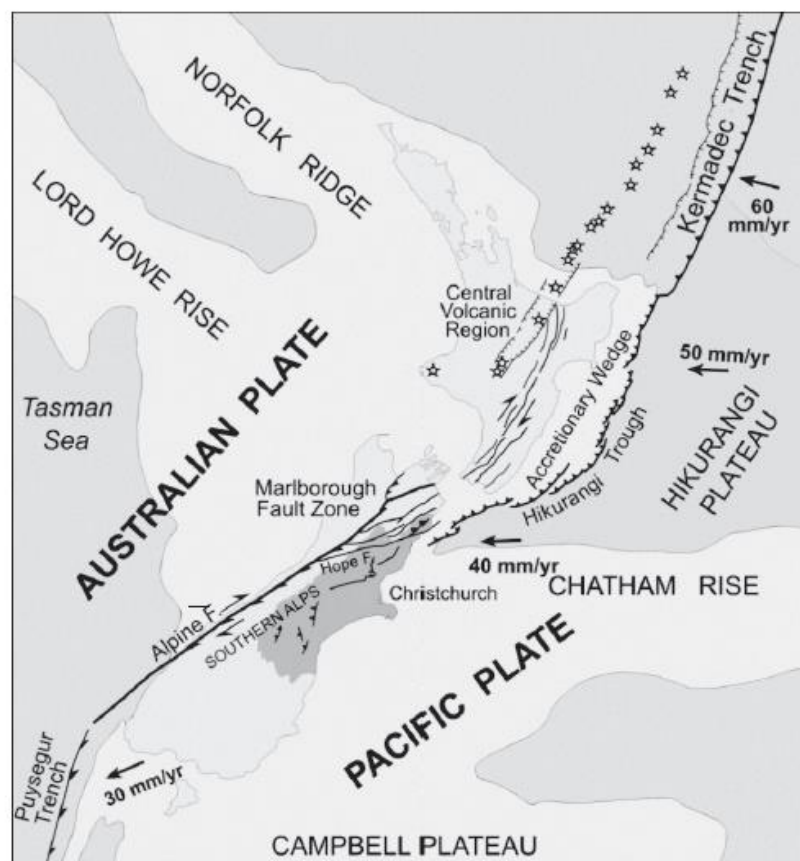 NORFOLK RIDGE
LORD HOWE RISE
Kermadec Trench
60
mm/yr
Central
Volcanic
Region
50 mm/yr
Tasman
Sea
AUSTRALIAN PLATE
Accretionary Wedge
Hikurangi Trough
HIKURANGI
PLATEAU
Marlborough
Fault Zone
Hope F.
40 mm/yr
CHATHAM RISE
Christchurch
Alpine F.
SOUTHERN ALPS
PACIFIC PLATE
Puysegur
Trench
30 mm/yr
CAMPBELL PLATEAU